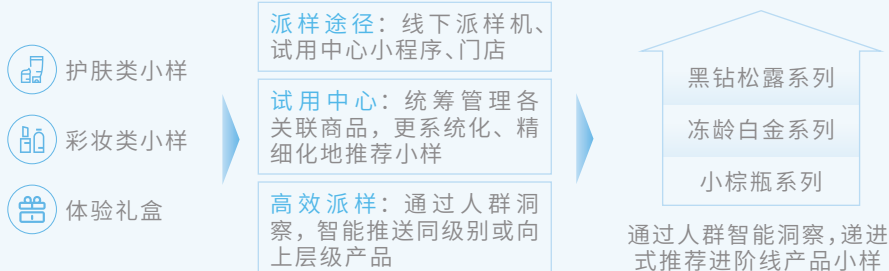 护肤类小样
彩妆类小样
体验礼盒
派样途径：线下派样机、
试用中心小程序、门店
试用中心：统筹管理各
关联商品，更系统化、精
细化地推荐小样
高效派样：通过人群洞
察，智能推送同级别或向
上层级产品
黑钻松露系列
冻龄白金系列
小棕瓶系列
通过人群智能洞察，递进
式推荐进阶线产品小样